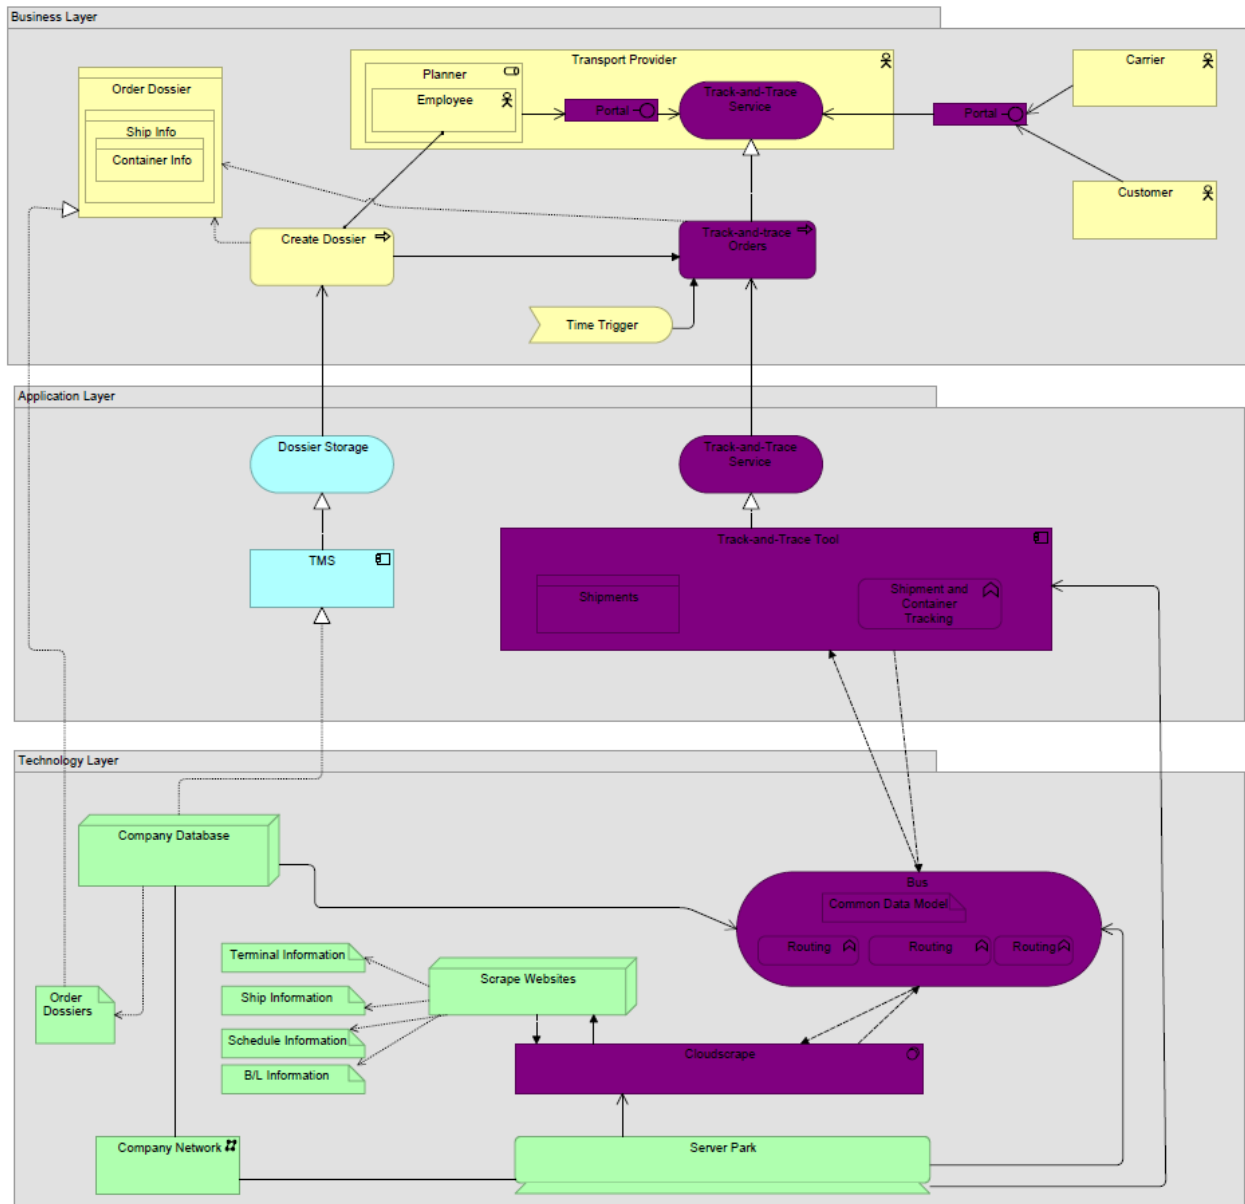 Business Layer
Transport Provider
Planner
Employee
Portal
Track-and-Trace
Service
Portal
Carrier
Customer
Order Dossier
Ship Info
Container Info
Create Dossier
Track-and-trace
Orders
Time Trigger
Application Layer
Dossier Storage
Track-and-Trace
Service
TMS
Track-and-Trace Tool
Shipments
Shipment and
Container
Tracking
Technology Layer
Company Database
Bus
Common Data Model
Routing
Routing
Routing
Terminal Information
Scrape Websites
Ship Information
Order
Dossiers
Schedule Information
B/L Information
Cloudscrape
Company Network
Server Park